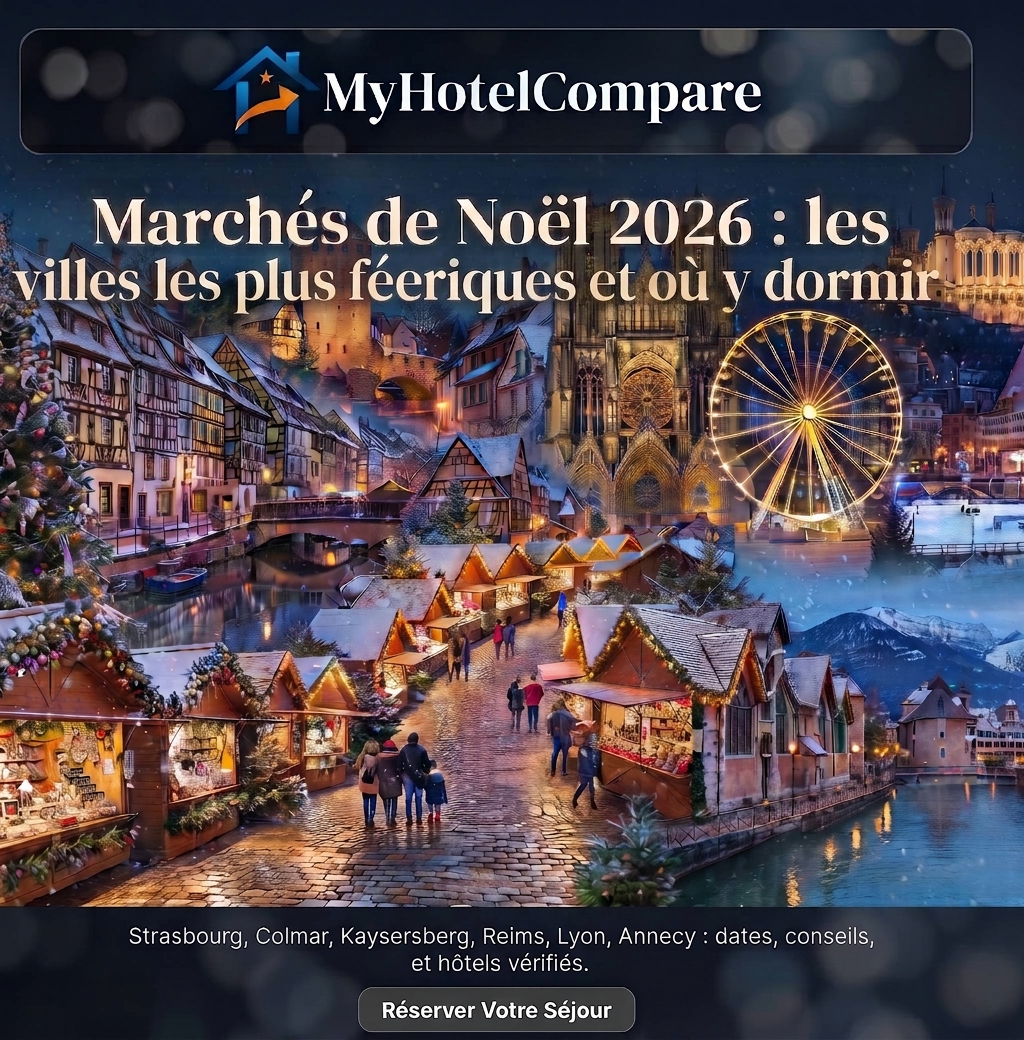 MyHotelCompare
Marchés de Noël 2026 : les
villes les plus féeriques et où y dormir
Strasbourg, Colmar, Kaysersberg, Reims, Lyon, Annecy : dates, conseils,
et hôtels vérifiés.
Réserver Votre Séjour